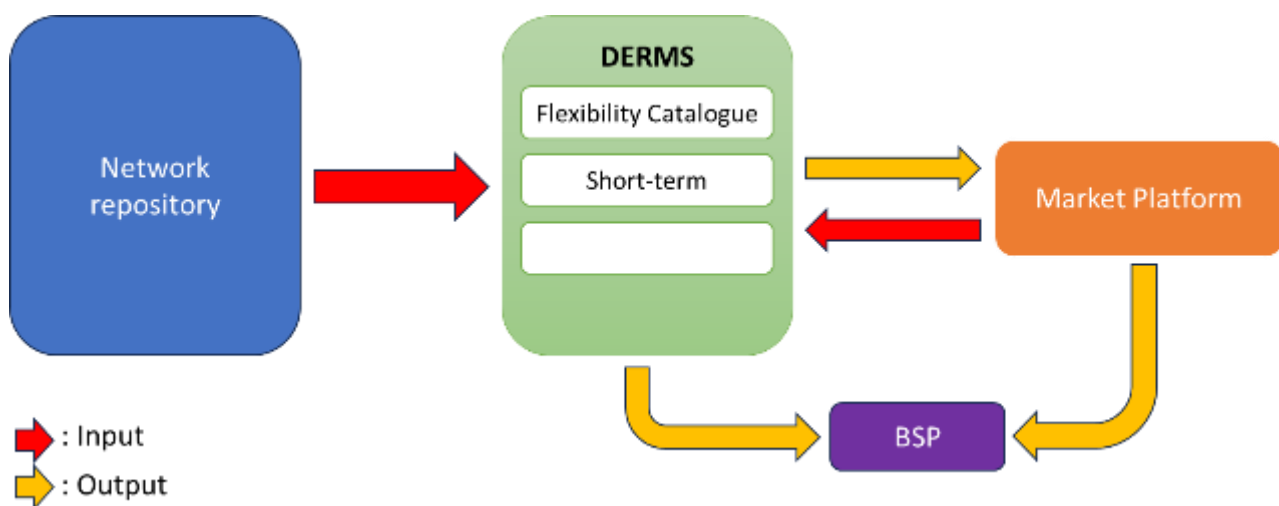 DERMS
Flexibility Catalogue
Short-term
Network
repository
Market Platform
BSP
: Input
: Output